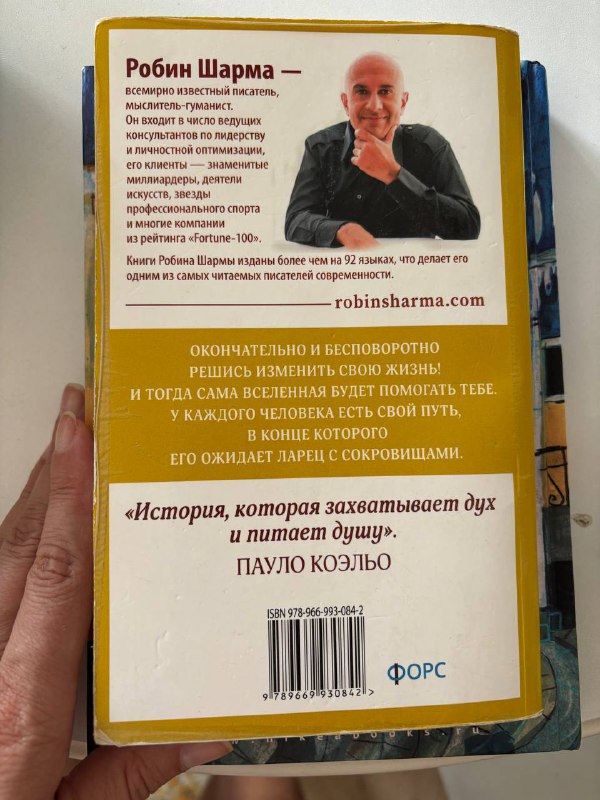 Робин Шарма —
всемирно известный писатель,
мыслитель-гуманист.
Он входит в число ведущих
консультантов по лидерству
и личностной оптимизации,
его клиенты — знаменитые
миллиардеры, деятели
искусств, звезды
профессионального спорта
и многие компании
из рейтинга «Fortune-100».
Книги Робина Шармы изданы более чем на 92 языках, что делает его
одним из самых читаемых писателей современности.
robinsharma.com
ОКОНЧАТЕЛЬНО И БЕСПОВОРОТНО
РЕШИСЬ ИЗМЕНИТЬ СВОЮ ЖИЗНЬ!
И ТОГДА САМА ВСЕЛЕННАЯ БУДЕТ ПОМОГАТЬ ТЕБЕ.
У КАЖДОГО ЧЕЛОВЕКА ЕСТЬ СВОЙ ПУТЬ,
В КОНЦЕ КОТОРОГО
ЕГО ОЖИДАЕТ ЛАРЕЦ С СОКРОВИЩАМИ.
«История, которая захватывает дух
и питает душу».
ПАУЛО КОЭЛЬО
ISBN 978-966-993-084-2
9 789669 930842 >
ФОРС